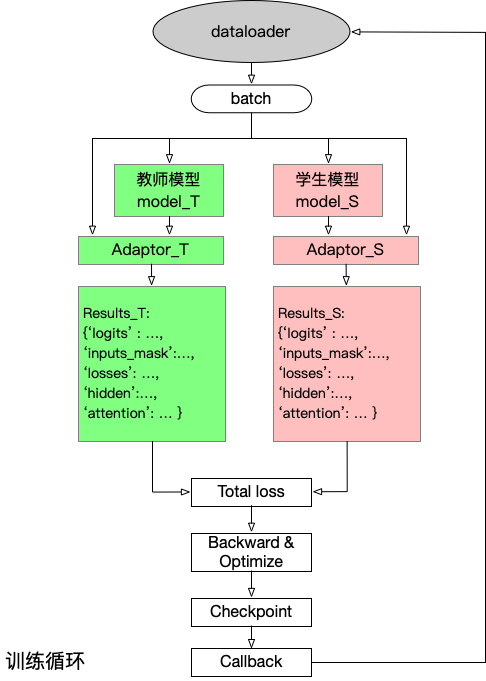 dataloader
batch
教师模型
model_T
学生模型
model_S
Adaptor_T
Adaptor_S
Results_T:
{‘logits’ : …,
‘inputs_mask’:…,
‘losses’: …,
‘hidden’:…,
‘attention’: … }
Results_S:
{‘logits’ : …,
‘inputs_mask’:…,
‘losses’: …,
‘hidden’:…,
‘attention’: … }
Total loss
Backward &
Optimize
Checkpoint
Callback
训练循环